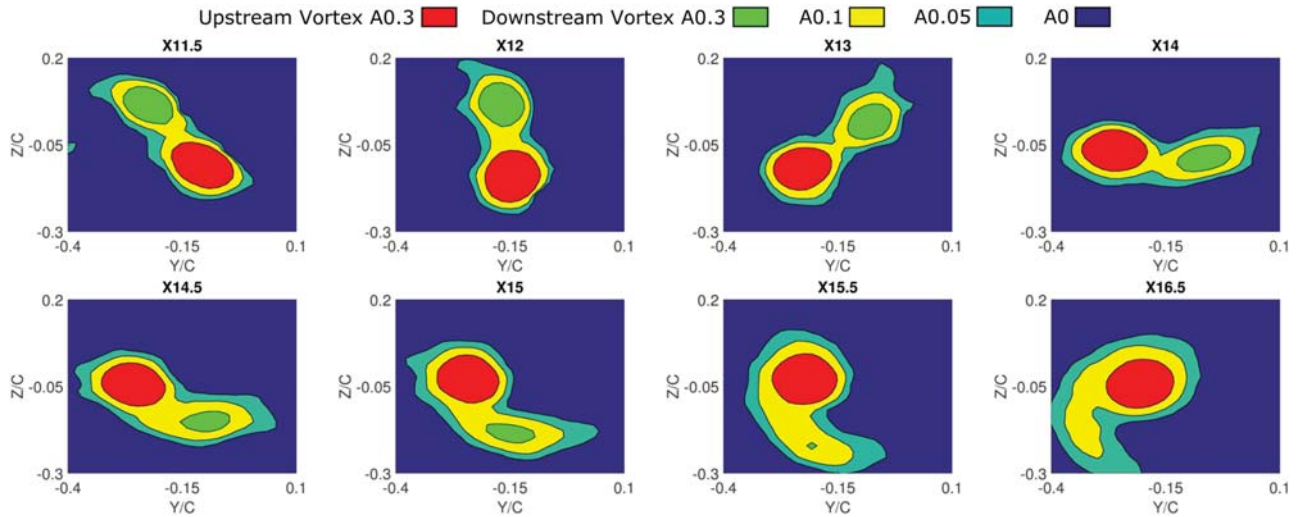 Upstream Vortex A0.3 Downstream Vortex A0.3 A0.1 A0.05 A0
X11.5 X12 X13 X14
0.2 0.2 0.2 0.2
Z/C Z/C Z/C Z/C
-0.05 -0.05 -0.05 -0.05
-0.3 -0.3 -0.3 -0.3
-0.4 -0.15 0.1 -0.4 -0.15 0.1 -0.4 -0.15 0.1 -0.4 -0.15 0.1
Y/C Y/C Y/C Y/C
X14.5 X15 X15.5 X16.5
0.2 0.2 0.2 0.2
Z/C Z/C Z/C Z/C
-0.05 -0.05 -0.05 -0.05
-0.3 -0.3 -0.3 -0.3
-0.4 -0.15 0.1 -0.4 -0.15 0.1 -0.4 -0.15 0.1 -0.4 -0.15 0.1
Y/C Y/C Y/C Y/C